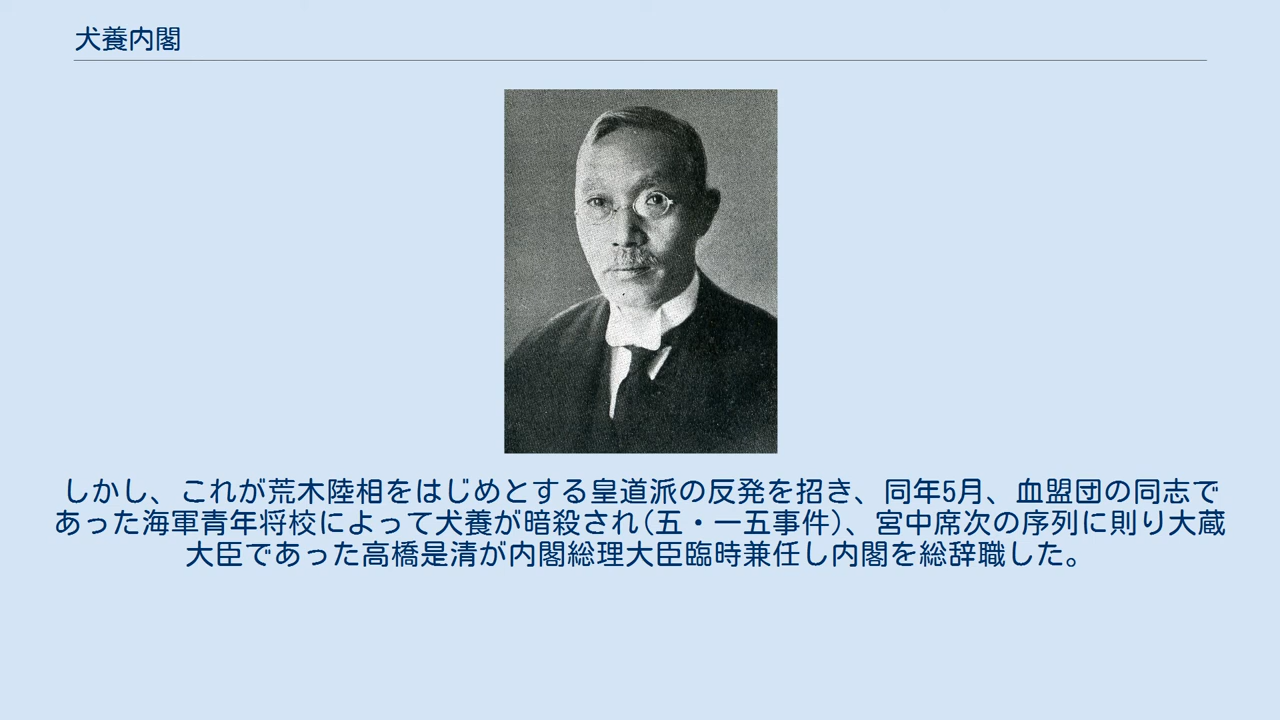 犬養内閣
しかし、これが荒木陸相をはじめとする皇道派の反発を招き、同年5月、血盟団の同志で
あった海軍青年将校によって犬養が暗殺され(五・一五事件)、宮中席次の序列に則り大蔵
大臣であった高橋是清が内閣総理大臣臨時兼任し内閣を総辞職した。